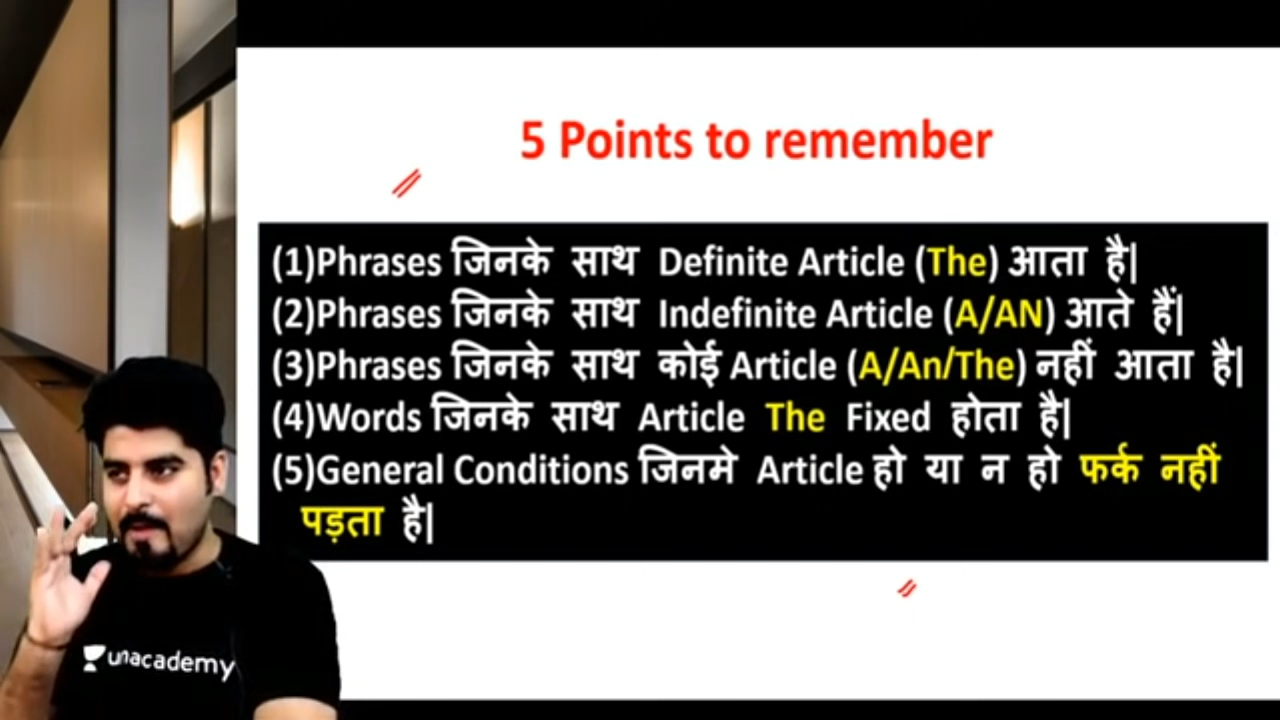 5 Points to remember
(1)Phrases जिनके साथ Definite Article (The) आता है|
(2)Phrases जिनके साथ Indefinite Article (A/AN) आते हैं|
(3)Phrases जिनके साथ कोई Article (A/An/The) नहीं आता है|
(4)Words जिनके साथ Article The Fixed होता है|
(5)General Conditions जिनमे Article हो या न हो फर्क नहीं
पड़ता है|
unacademy